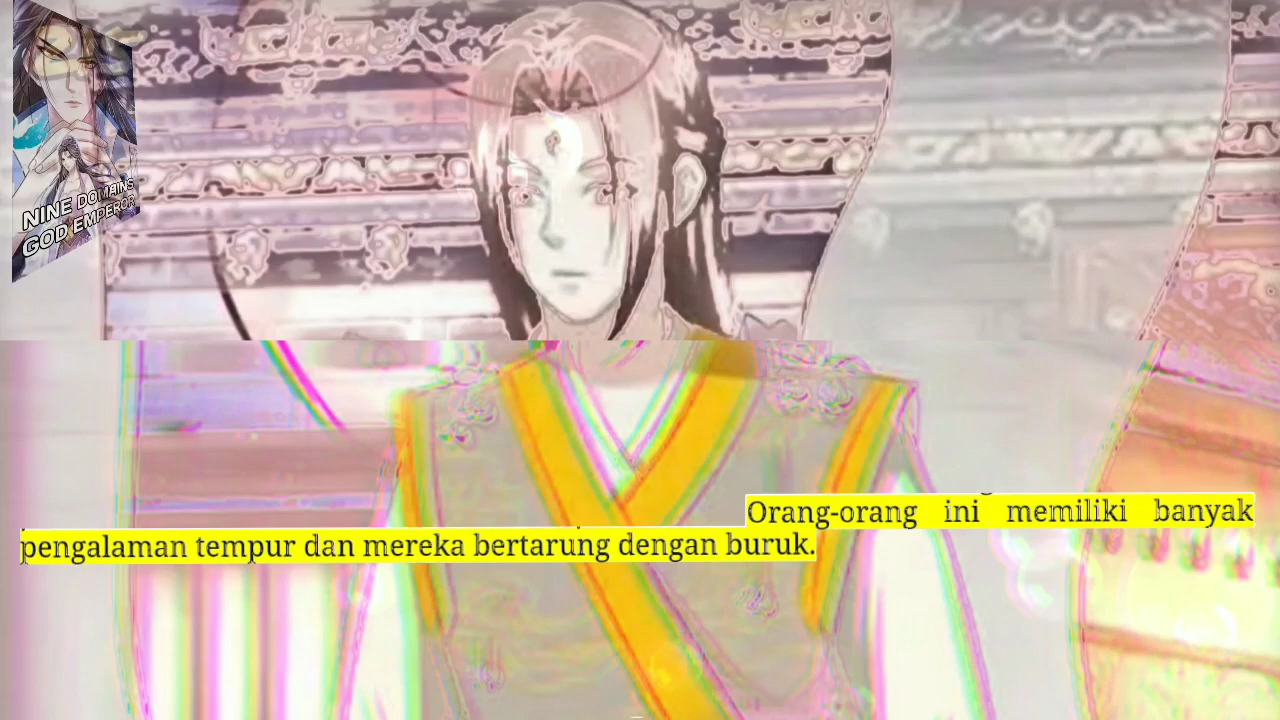 NINE DOMAINS
GOD EMPEROR
Orang-orang ini memiliki banyak
pengalaman tempur dan mereka bertarung dengan buruk.